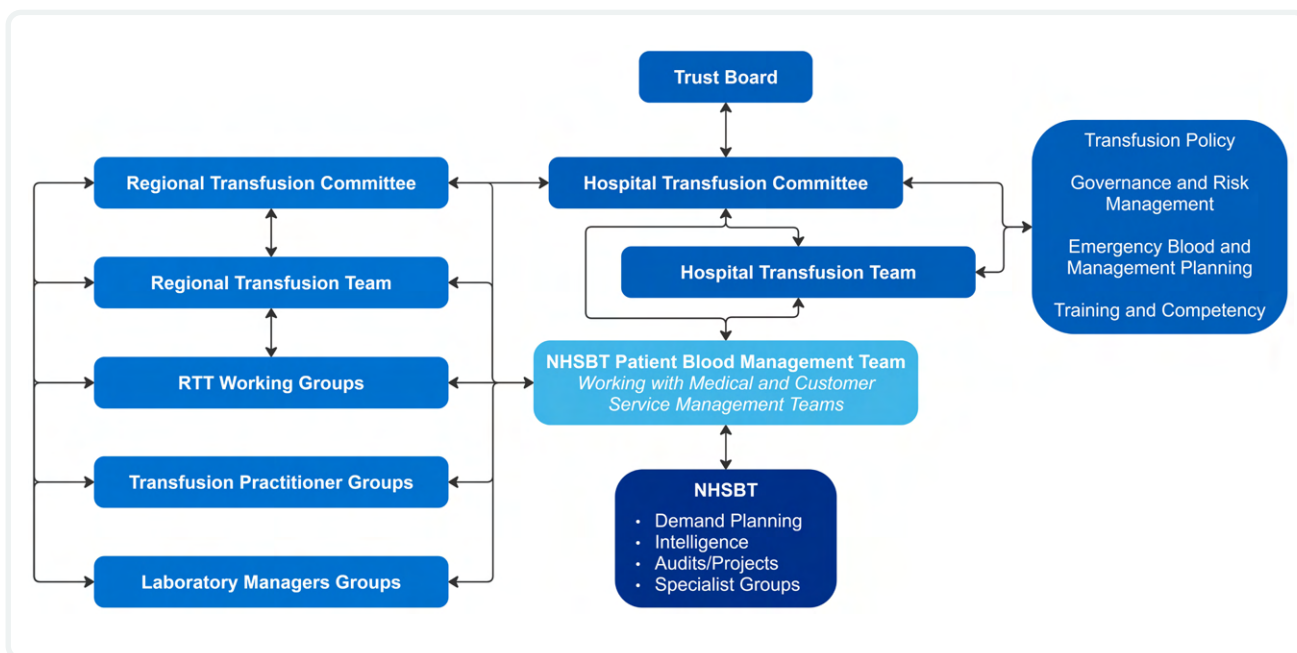 Trust Board
Regional Transfusion Committee
Hospital Transfusion Committee
Transfusion Policy
Governance and Risk
Management
Emergency Blood and
Management Planning
Training and Competency
Regional Transfusion Team
Hospital Transfusion Team
RTT Working Groups
NHSBT Patient Blood Management Team
Working with Medical and Customer
Service Management Teams
Transfusion Practitioner Groups
Laboratory Managers Groups
NHSBT
• Demand Planning
• Intelligence
• Audits/Projects
• Specialist Groups